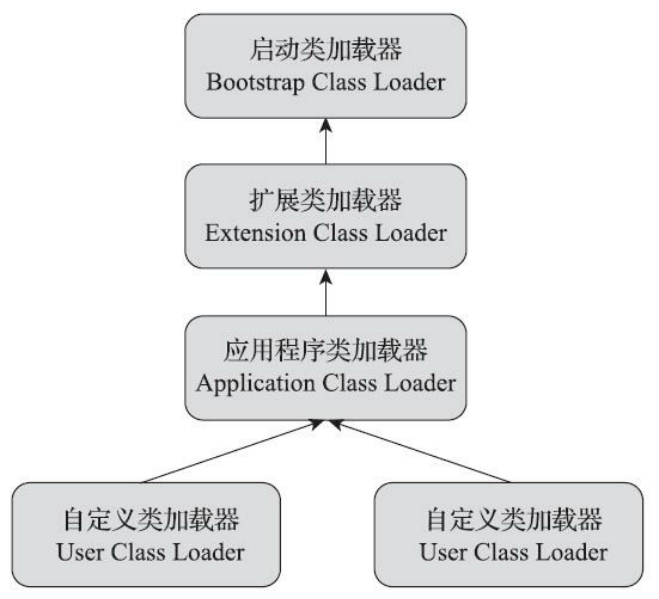 启动类加载器
Bootstrap Class Loader
扩展类加载器
Extension Class Loader
应用程序类加载器
Application Class Loader
自定义类加载器
User Class Loader
自定义类加载器
User Class Loader